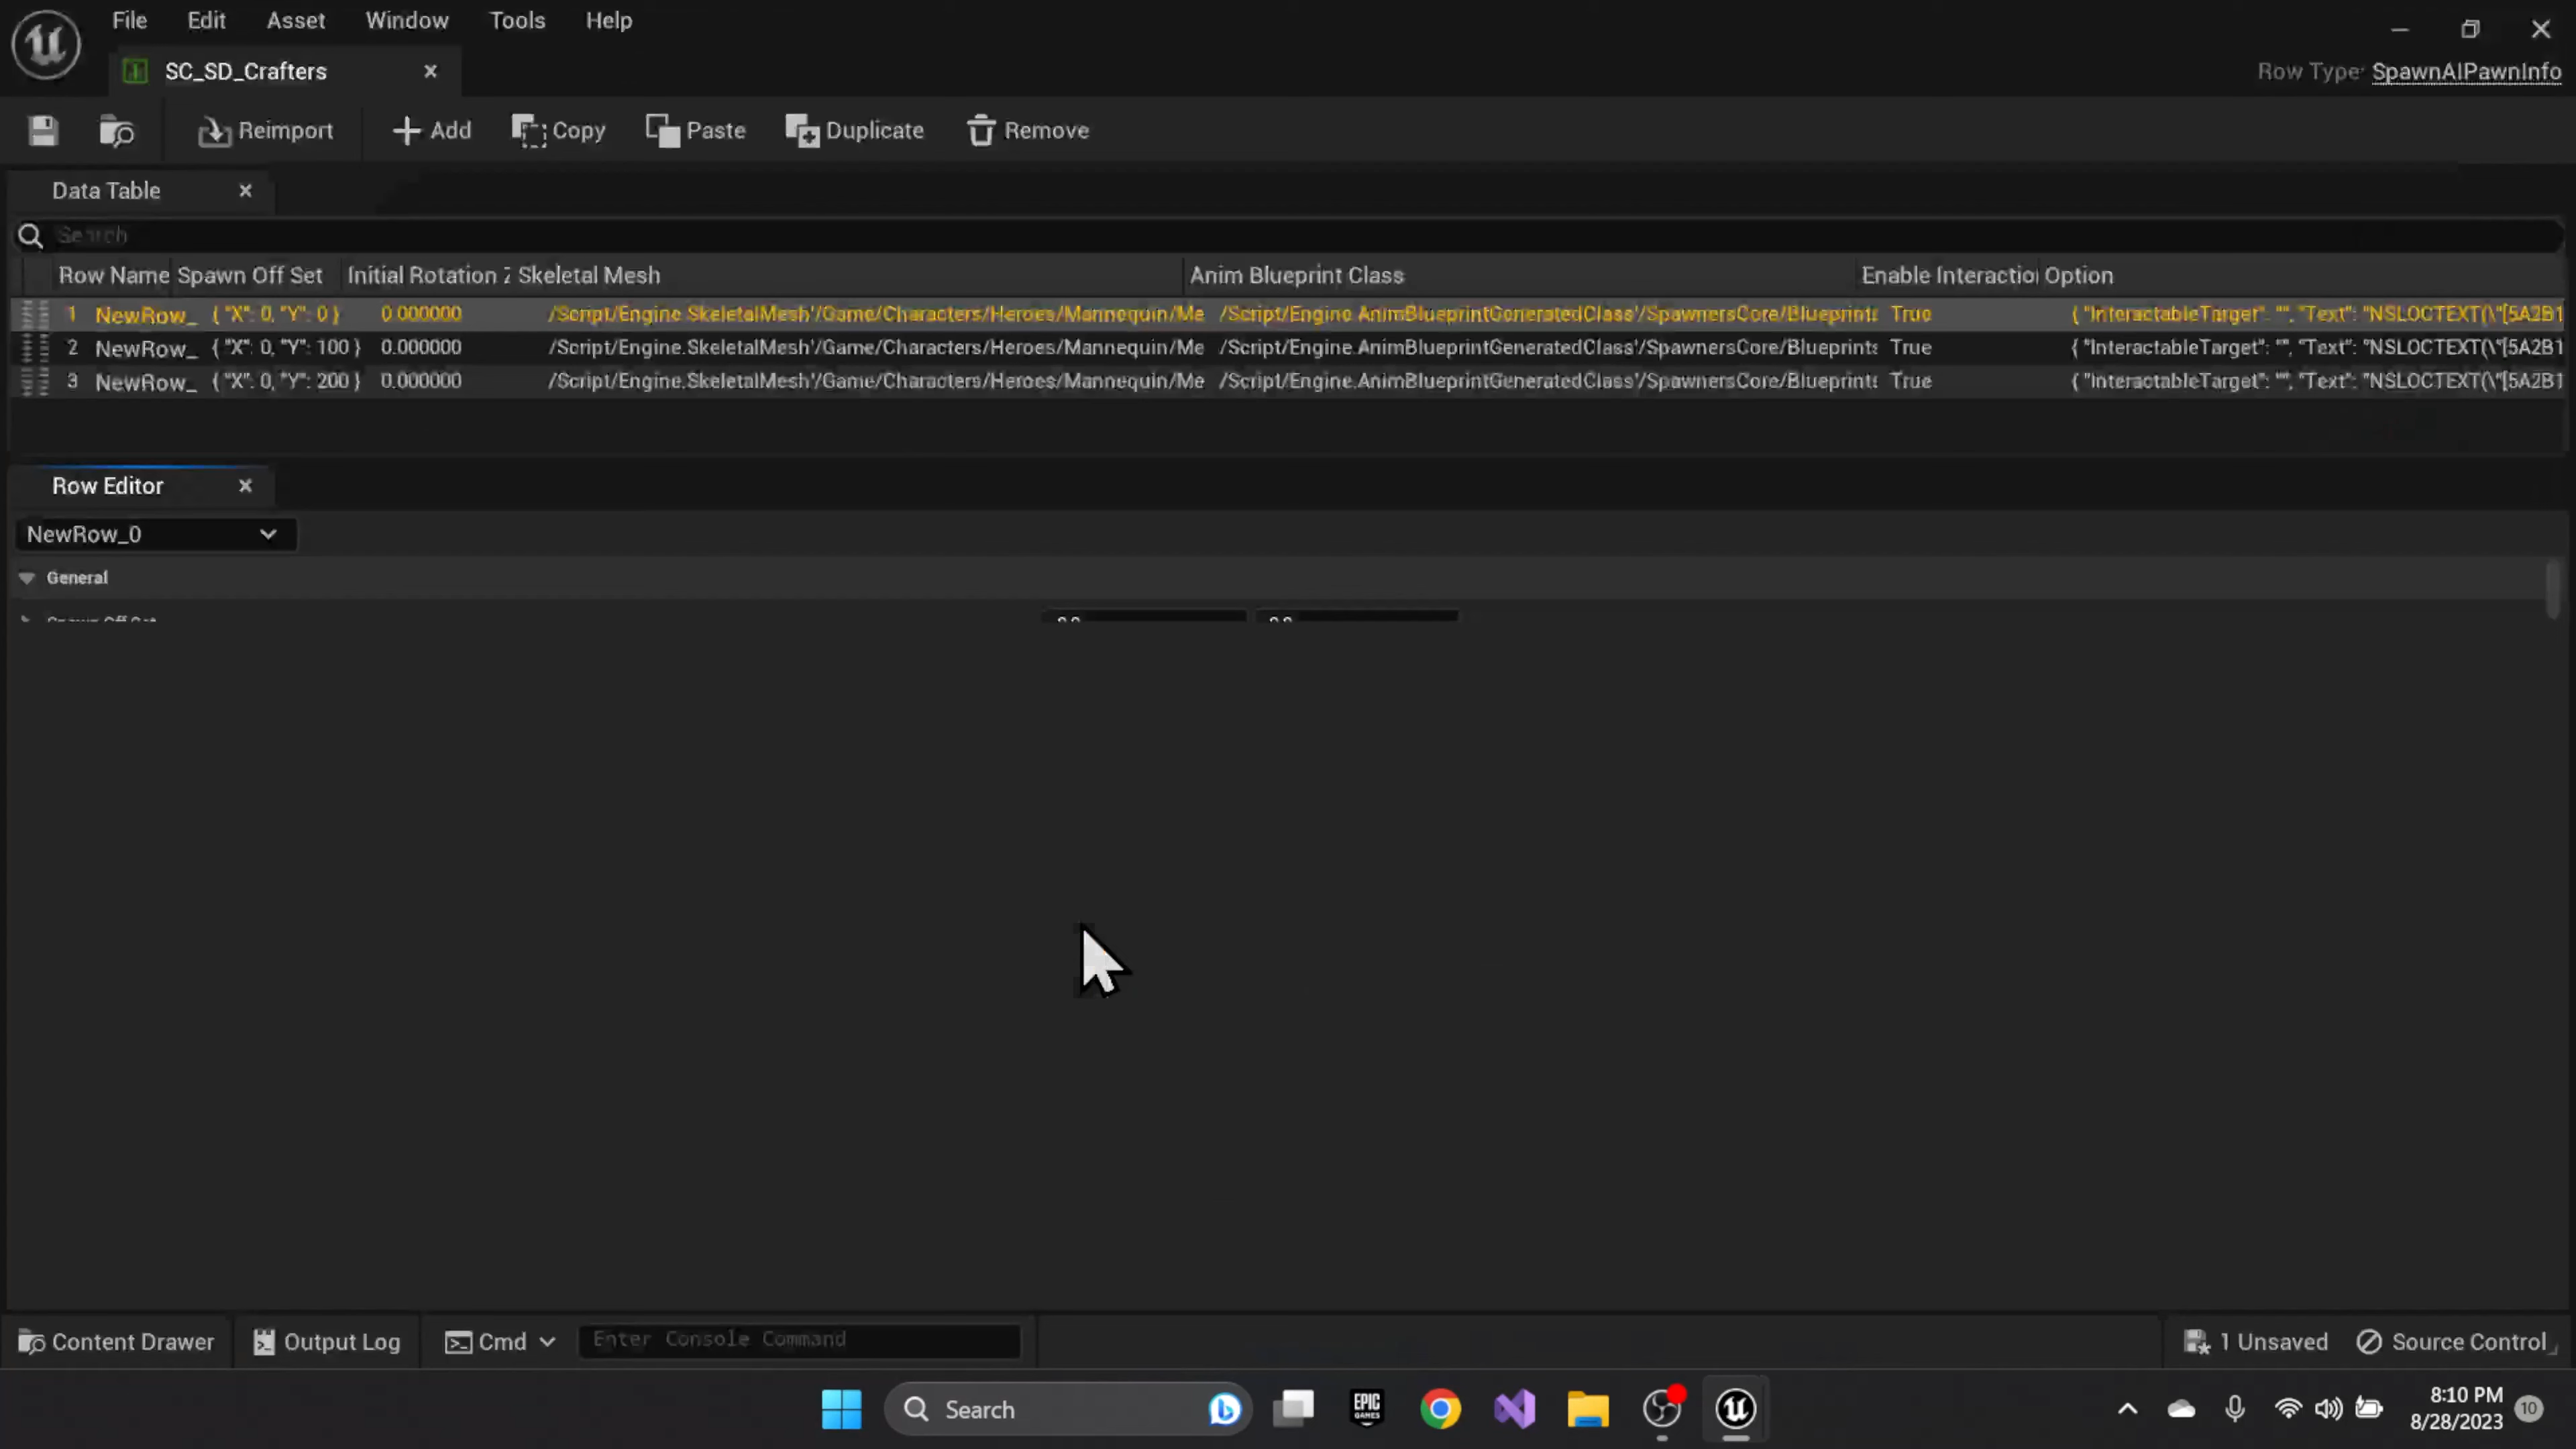 File Edit Asset Window Tools Help
SC_SD_Crafters
Row Type: SpawnAIPawnInfo
Reimport Add Copy Paste Duplicate Remove
Data Table
Search
Row Name Spawn Off Set Initial Rotation Z Skeletal Mesh Anim Blueprint Class Enable Interactio Option
1 NewRow_ { "X": 0, "Y": 0 } 0.000000 /Script/Engine.SkeletalMesh'/Game/Characters/Heroes/Mannequin/Me /Script/Engine.AnimBlueprintGeneratedClass'/SpawnersCore/Blueprints True { "InteractableTarget": "", "Text": "NSLOCTEXT(\"[5A2B1
2 NewRow_ { "X": 0, "Y": 100 } 0.000000 /Script/Engine.SkeletalMesh'/Game/Characters/Heroes/Mannequin/Me /Script/Engine.AnimBlueprintGeneratedClass'/SpawnersCore/Blueprints True { "InteractableTarget": "", "Text": "NSLOCTEXT(\"[5A2B1
3 NewRow_ { "X": 0, "Y": 200 } 0.000000 /Script/Engine.SkeletalMesh'/Game/Characters/Heroes/Mannequin/Me /Script/Engine.AnimBlueprintGeneratedClass'/SpawnersCore/Blueprints True { "InteractableTarget": "", "Text": "NSLOCTEXT(\"[5A2B1
Row Editor
NewRow_0
General
Content Drawer Output Log Cmd Enter Console Command 1 Unsaved Source Control
Search EPIC GAMES 8:10 PM
8/28/2023 10